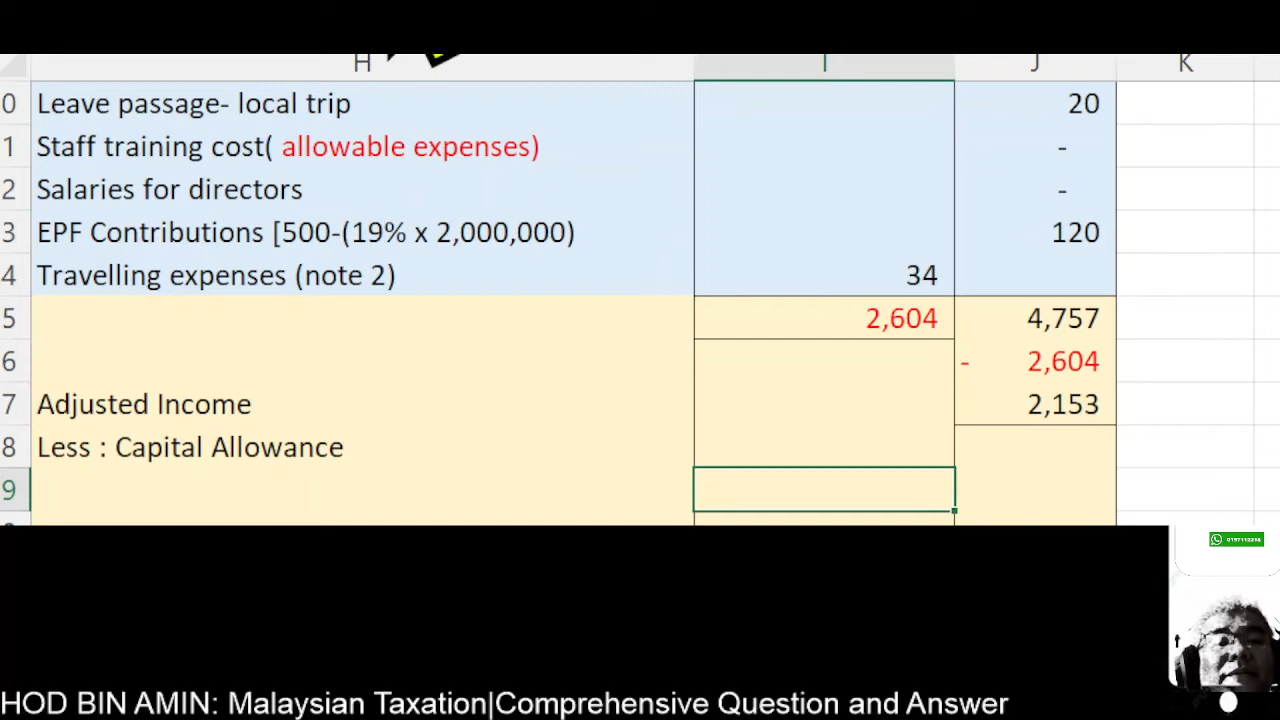 H I J K
0 Leave passage- local trip 20
1 Staff training cost( allowable expenses) -
2 Salaries for directors -
3 EPF Contributions [500-(19% x 2,000,000) 120
4 Travelling expenses (note 2) 34
5 2,604 4,757
6 - 2,604
7 Adjusted Income 2,153
8 Less : Capital Allowance
9
HOD BIN AMIN: Malaysian Taxation|Comprehensive Question and Answer